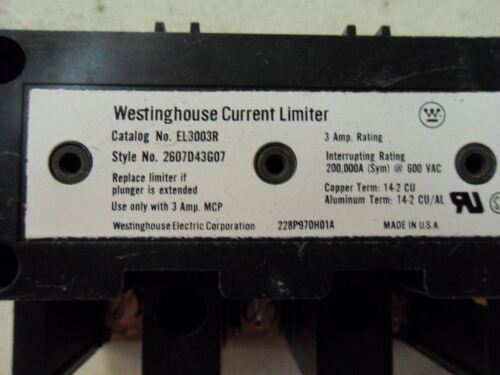 Westinghouse Current Limiter
Catalog No. EL3003R
Style No. 2607D43G07
Replace limiter if
plunger is extended
Use only with 3 Amp. MCP
Westinghouse Electric Corporation
228P970H01A
W
3 Amp. Rating
Interrupting Rating
200,000A (Sym) @ 600 VAC
Copper Term: 14-2 CU
Aluminum Term: 14-2 CU/AL
MADE IN U.S.A.